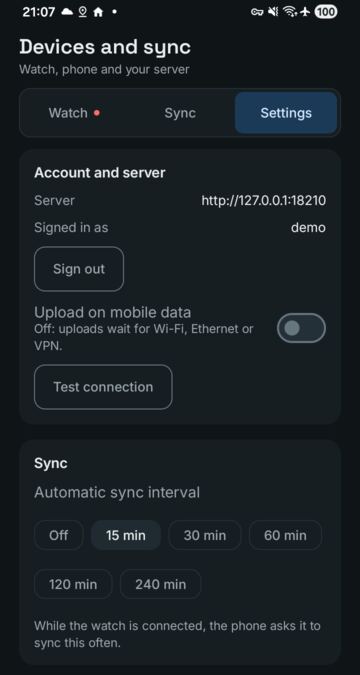 21:07
100
Devices and sync
Watch, phone and your server
Watch
Sync
Settings
Account and server
Server
http://127.0.0.1:18210
Signed in as
demo
Sign out
Upload on mobile data
Off: uploads wait for Wi-Fi, Ethernet or
VPN.
Test connection
Sync
Automatic sync interval
Off
15 min
30 min
60 min
120 min
240 min
While the watch is connected, the phone asks it to
sync this often.